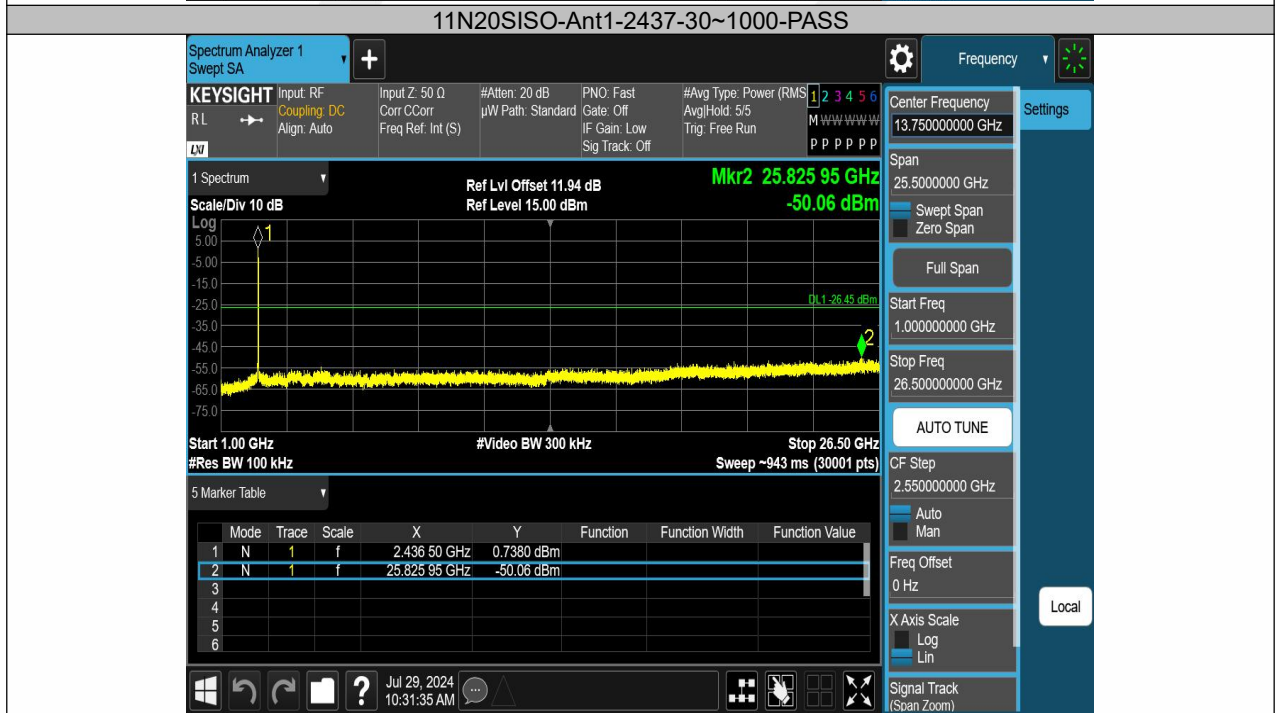 11N20SISO-Ant1-2437-30~1000-PASS
Spectrum Analyzer 1
Swept SA
+
Frequency
KEYSIGHT
RL
LXI
Input: RF
Coupling: DC
Align: Auto
Input Z: 50 Ω
Corr CCorr
Freq Ref: Int (S)
#Atten: 20 dB
µW Path: Standard
PNO: Fast
Gate: Off
IF Gain: Low
Sig Track: Off
#Avg Type: Power (RMS
Avg|Hold: 5/5
Trig: Free Run
1 2 3 4 5 6
M W W W W W
P P P P P P
1 Spectrum
Scale/Div 10 dB
Ref Lvl Offset 11.94 dB
Ref Level 15.00 dBm
Mkr2 25.825 95 GHz
-50.06 dBm
Log
5.00
-5.00
-15.0
-25.0
-35.0
-45.0
-55.0
-65.0
-75.0
1
DL1 -26.45 dBm
2
Start 1.00 GHz
#Res BW 100 kHz
#Video BW 300 kHz
Stop 26.50 GHz
Sweep ~943 ms (30001 pts)
5 Marker Table
Mode Trace Scale X Y Function Function Width Function Value
1 N 1 f 2.436 50 GHz 0.7380 dBm
2 N 1 f 25.825 95 GHz -50.06 dBm
3
4
5
6
?
Jul 29, 2024
10:31:35 AM
Center Frequency
13.750000000 GHz
Settings
Span
25.5000000 GHz
Swept Span
Zero Span
Full Span
Start Freq
1.000000000 GHz
Stop Freq
26.500000000 GHz
AUTO TUNE
CF Step
2.550000000 GHz
Auto
Man
Freq Offset
0 Hz
X Axis Scale
Log
Lin
Signal Track
(Span Zoom)
Local